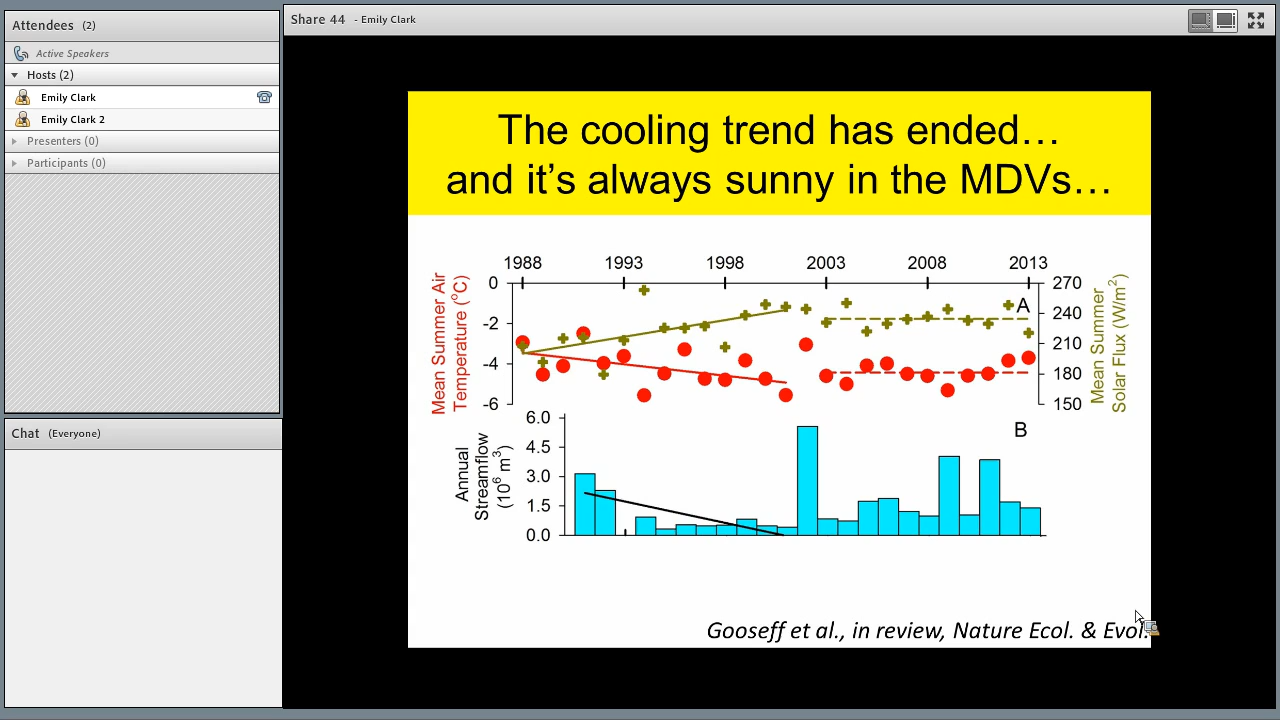 Attendees (2)
Active Speakers
Hosts (2)
Emily Clark
Emily Clark 2
Presenters (0)
Participants (0)
Chat (Everyone)
Share 44 - Emily Clark
The cooling trend has ended…
and it's always sunny in the MDVs…
1988 1993 1998 2003 2008 2013
Mean Summer Air
Temperature (°C)
0
-2
-4
-6
270
240
210
180
150
Mean Summer
Solar Flux (W/m²)
A
Annual
Streamflow
(10⁶ m³)
6.0
4.5
3.0
1.5
0.0
B
Gooseff et al., in review, Nature Ecol. & Evol.